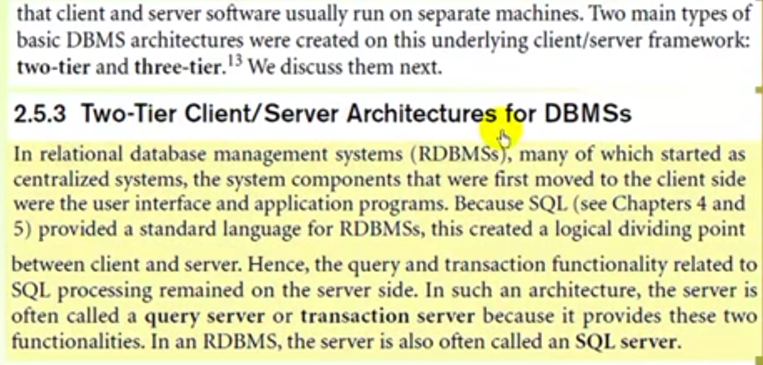 that client and server software usually run on separate machines. Two main types of
basic DBMS architectures were created on this underlying client/server framework:
two-tier and three-tier.13 We discuss them next.
2.5.3 Two-Tier Client/Server Architectures for DBMSs
In relational database management systems (RDBMSs), many of which started as
centralized systems, the system components that were first moved to the client side
were the user interface and application programs. Because SQL (see Chapters 4 and
5) provided a standard language for RDBMSs, this created a logical dividing point
between client and server. Hence, the query and transaction functionality related to
SQL processing remained on the server side. In such an architecture, the server is
often called a query server or transaction server because it provides these two
functionalities. In an RDBMS, the server is also often called an SQL server.